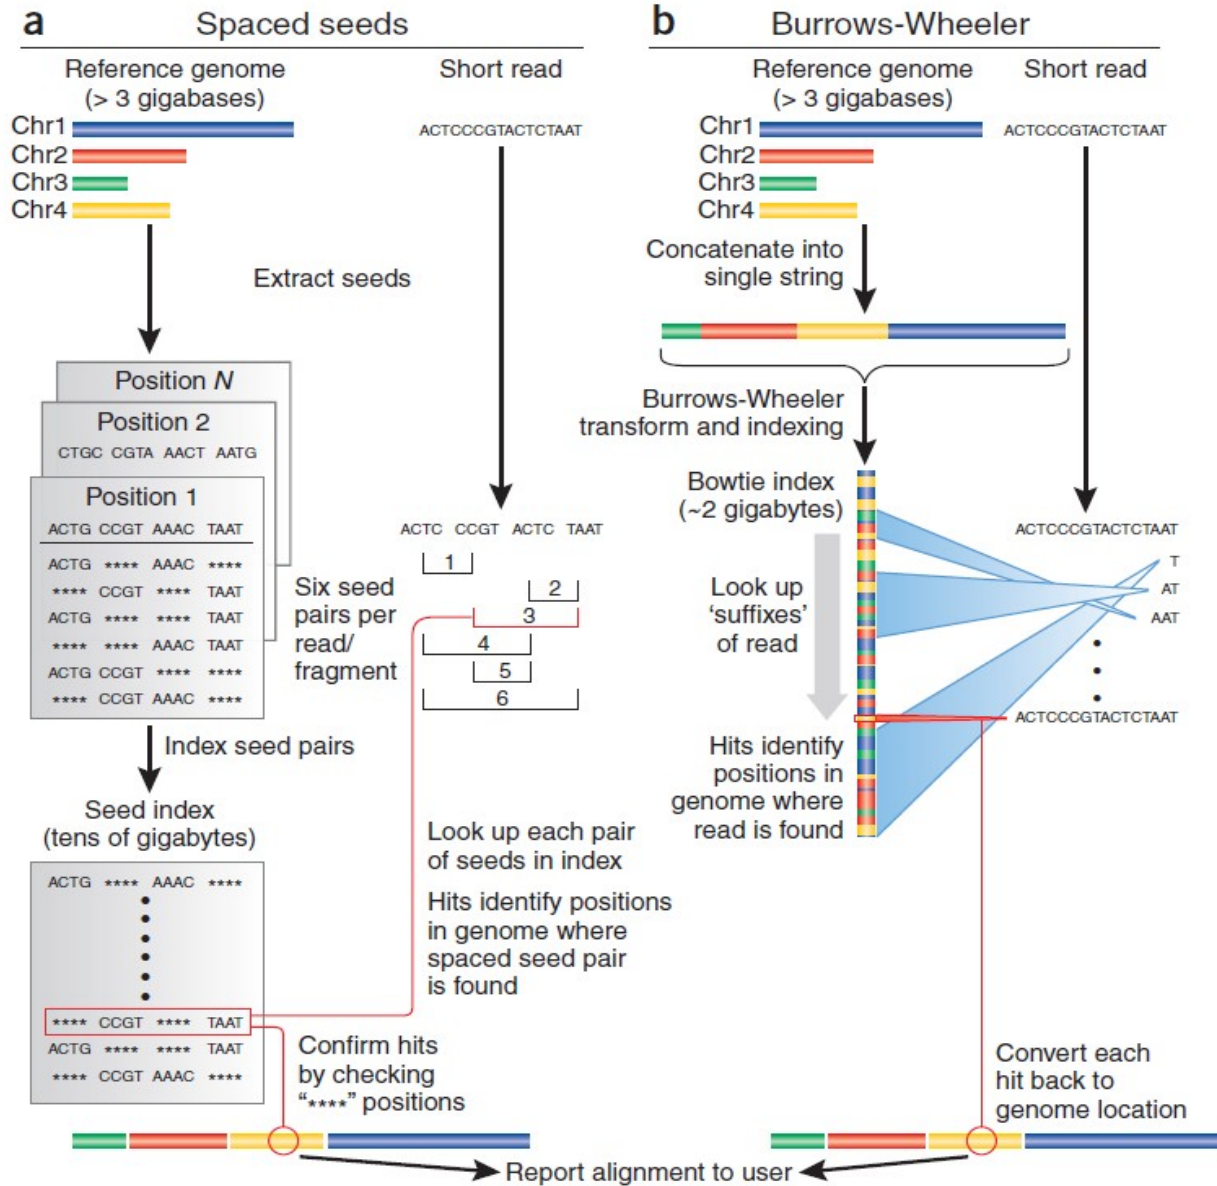 a
Spaced seeds
Reference genome
(> 3 gigabases)
Short read
Chr1
Chr2
Chr3
Chr4
ACTCCCGTACTCTAAT
Extract seeds
Position N
Position 2
CTGC CGTA AACT AATG
Position 1
ACTG CCGT AAAC TAAT
ACTG **** AAAC ****
**** CCGT **** TAAT
ACTG **** **** TAAT
**** **** AAAC TAAT
ACTG CCGT **** ****
**** CCGT AAAC ****
ACTC CCGT ACTC TAAT
1
2
3
4
5
6
Six seed
pairs per
read/
fragment
Index seed pairs
Seed index
(tens of gigabytes)
ACTG **** AAAC ****
**** CCGT **** TAAT
ACTG **** **** TAAT
**** CCGT AAAC ****
Look up each pair
of seeds in index
Hits identify positions
in genome where
spaced seed pair
is found
Confirm hits
by checking
"****" positions
b
Burrows-Wheeler
Reference genome
(> 3 gigabases)
Short read
Chr1
Chr2
Chr3
Chr4
ACTCCCGTACTCTAAT
Concatenate into
single string
Burrows-Wheeler
transform and indexing
Bowtie index
(~2 gigabytes)
ACTCCCGTACTCTAAT
T
AT
AAT
ACTCCCGTACTCTAAT
Look up
'suffixes'
of read
Hits identify
positions in
genome where
read is found
Convert each
hit back to
genome location
Report alignment to user